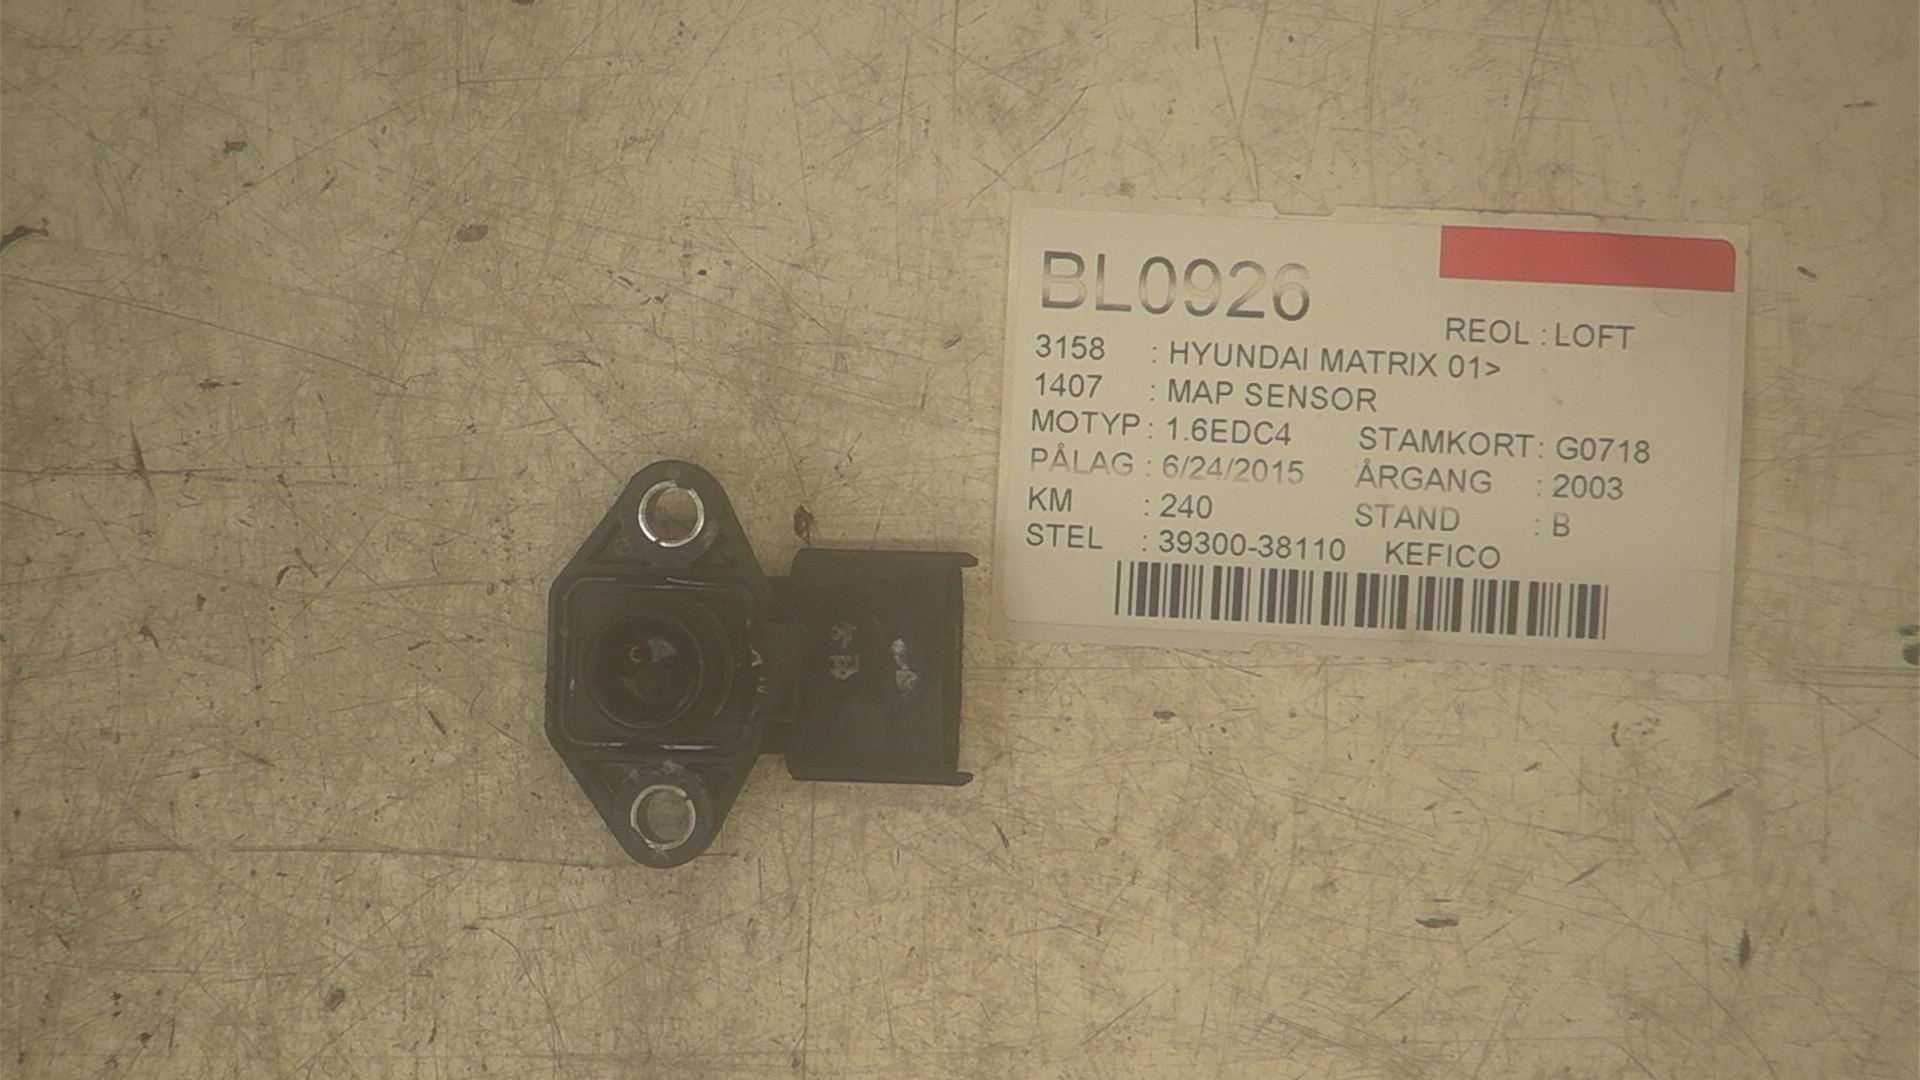 BL0926
REOL : LOFT
3158 : HYUNDAI MATRIX 01>
1407 : MAP SENSOR
MOTYP : 1.6EDC4 STAMKORT : G0718
PÅLAG : 6/24/2015 ÅRGANG : 2003
KM : 240 STAND : B
STEL : 39300-38110 KEFICO